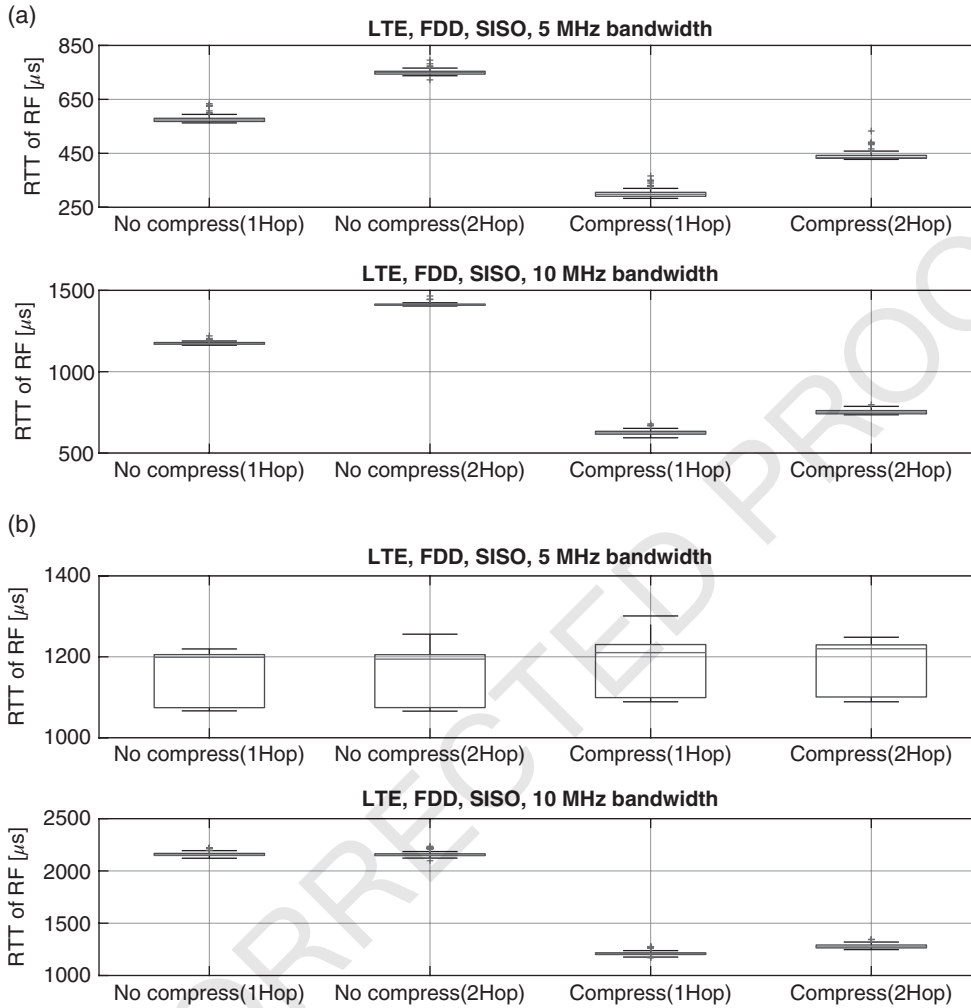 (a)
LTE, FDD, SISO, 5 MHz bandwidth
RTT of RF [μs]
850
650
450
250
No compress(1Hop) No compress(2Hop) Compress(1Hop) Compress(2Hop)
LTE, FDD, SISO, 10 MHz bandwidth
RTT of RF [μs]
1500
1000
500
No compress(1Hop) No compress(2Hop) Compress(1Hop) Compress(2Hop)
(b)
LTE, FDD, SISO, 5 MHz bandwidth
RTT of RF [μs]
1400
1200
1000
No compress(1Hop) No compress(2Hop) Compress(1Hop) Compress(2Hop)
LTE, FDD, SISO, 10 MHz bandwidth
RTT of RF [μs]
2500
2000
1500
1000
No compress(1Hop) No compress(2Hop) Compress(1Hop) Compress(2Hop)
ORRECTED PROO